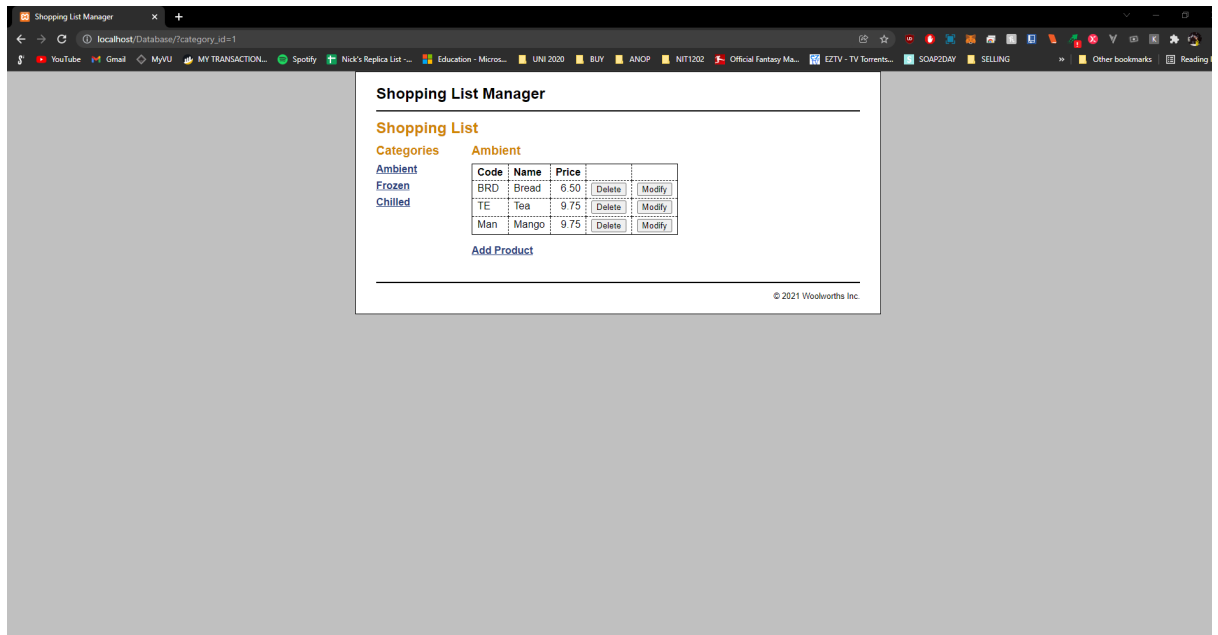 Shopping List Manager
localhost/Database/?category_id=1
YouTube Gmail MyVU MY TRANSACTION... Spotify Nick's Replica List -... Education - Micros... UNI 2020 BUY ANOP NIT1202 Official Fantasy Ma... EZTV - TV Torrents... SOAP2DAY SELLING » Other bookmarks Reading
Shopping List Manager
Shopping List
Categories
Ambient
Frozen
Chilled
Ambient
Code Name Price
BRD Bread 6.50 Delete Modify
TE Tea 9.75 Delete Modify
Man Mango 9.75 Delete Modify
Add Product
© 2021 Woolworths Inc.